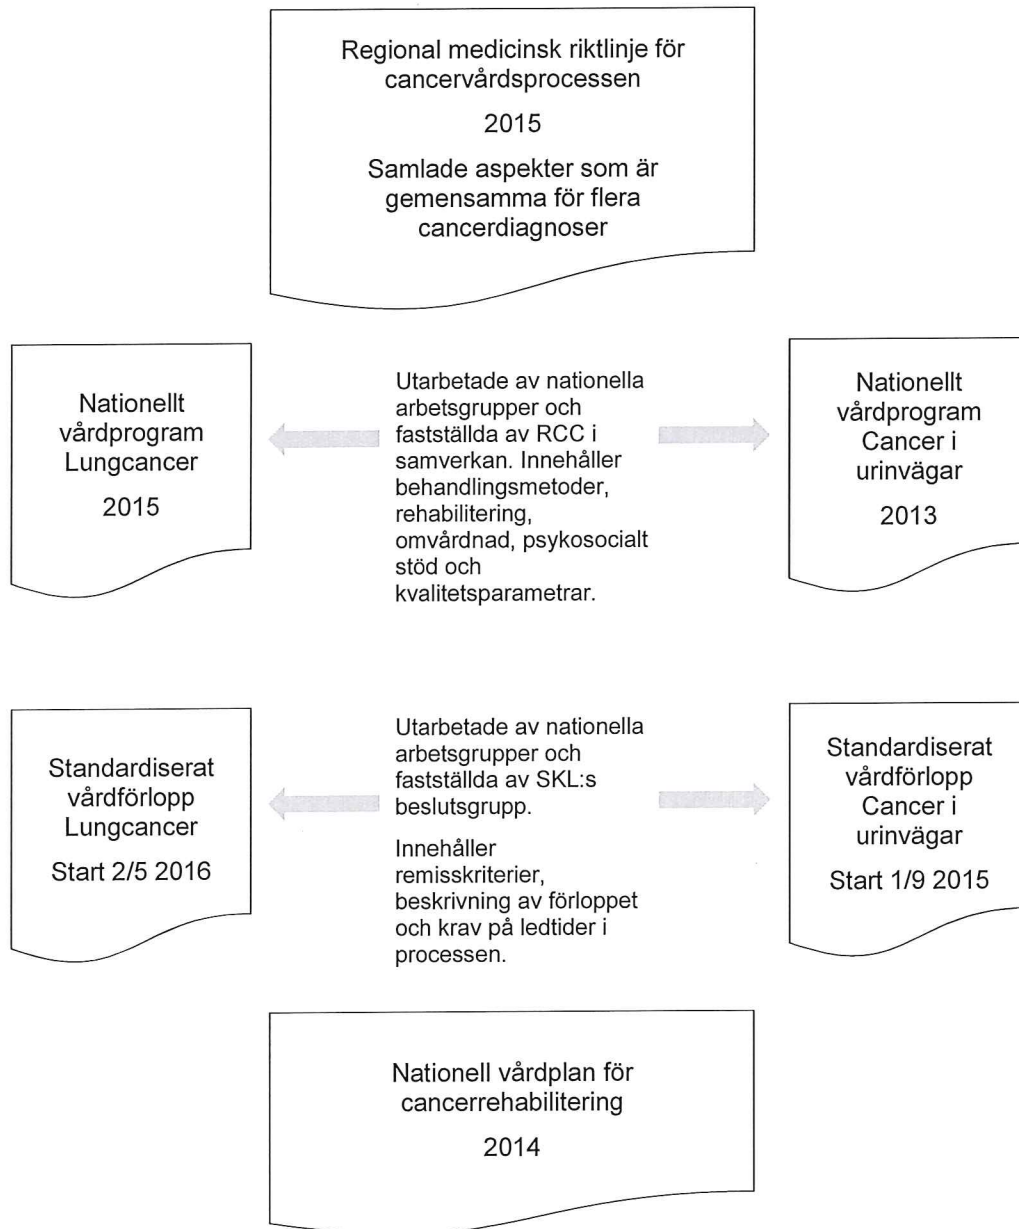 Regional medicinsk riktlinje för
cancervårdsprocessen
2015
Samlade aspekter som är
gemensamma för flera
cancerdiagnoser
Nationellt
vårdprogram
Lungcancer
2015
Utarbetade av nationella
arbetsgrupper och
fastställda av RCC i
samverkan. Innehåller
behandlingsmetoder,
rehabilitering,
omvårdnad, psykosocialt
stöd och
kvalitetsparametrar.
Nationellt
vårdprogram
Cancer i
urinvägar
2013
Standardiserat
vårdförlopp
Lungcancer
Start 2/5 2016
Utarbetade av nationella
arbetsgrupper och
fastställda av SKL:s
beslutsgrupp.
Innehåller
remisskriterier,
beskrivning av förloppet
och krav på ledtider i
processen.
Standardiserat
vårdförlopp
Cancer i
urinvägar
Start 1/9 2015
Nationell vårdplan för
cancerrehabilitering
2014